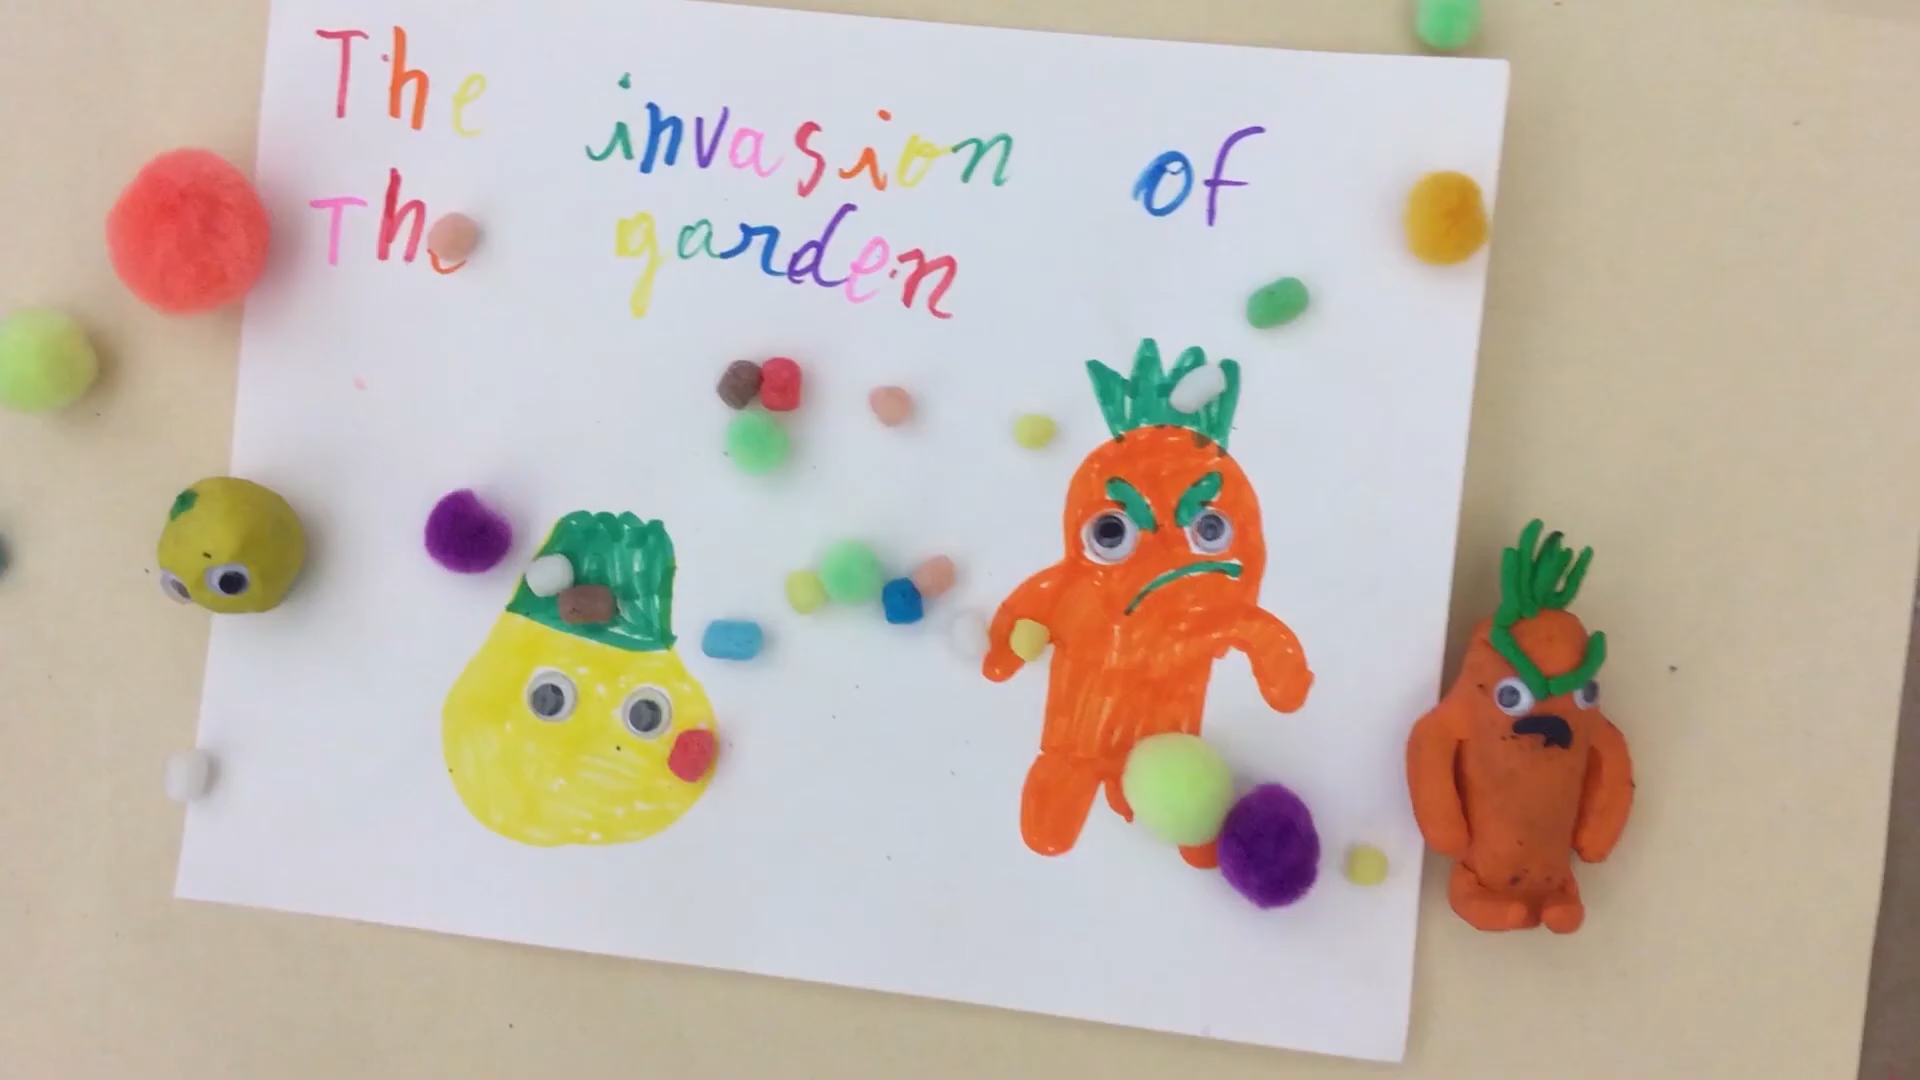 The invasion of
The garden